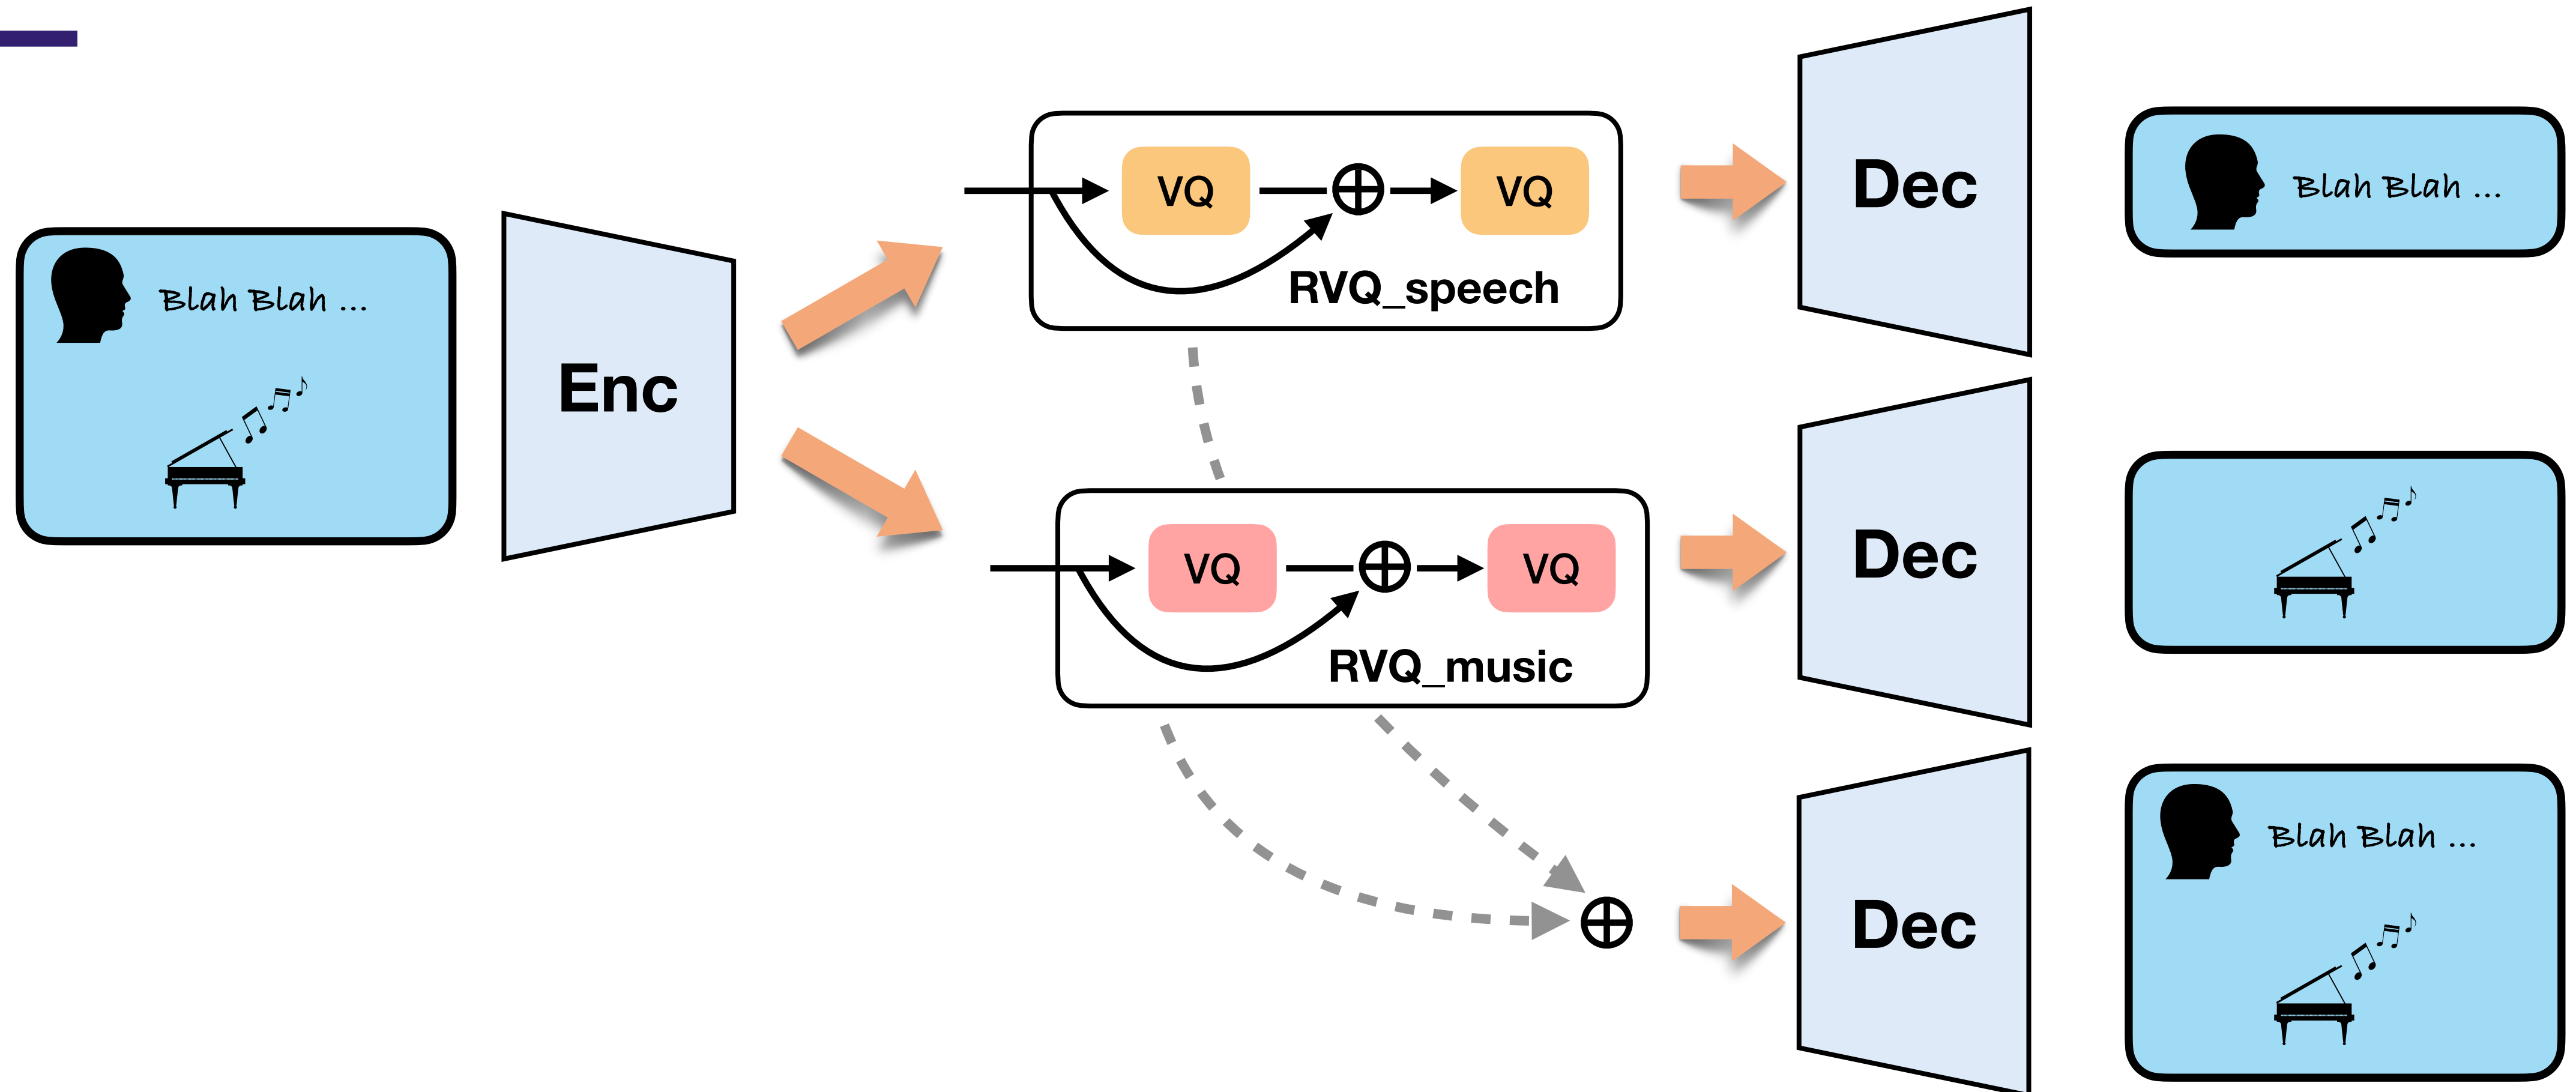 Blah Blah ...
Enc
VQ
VQ
RVQ_speech
Dec
Blah Blah ...
VQ
VQ
RVQ_music
Dec
Dec
Blah Blah ...